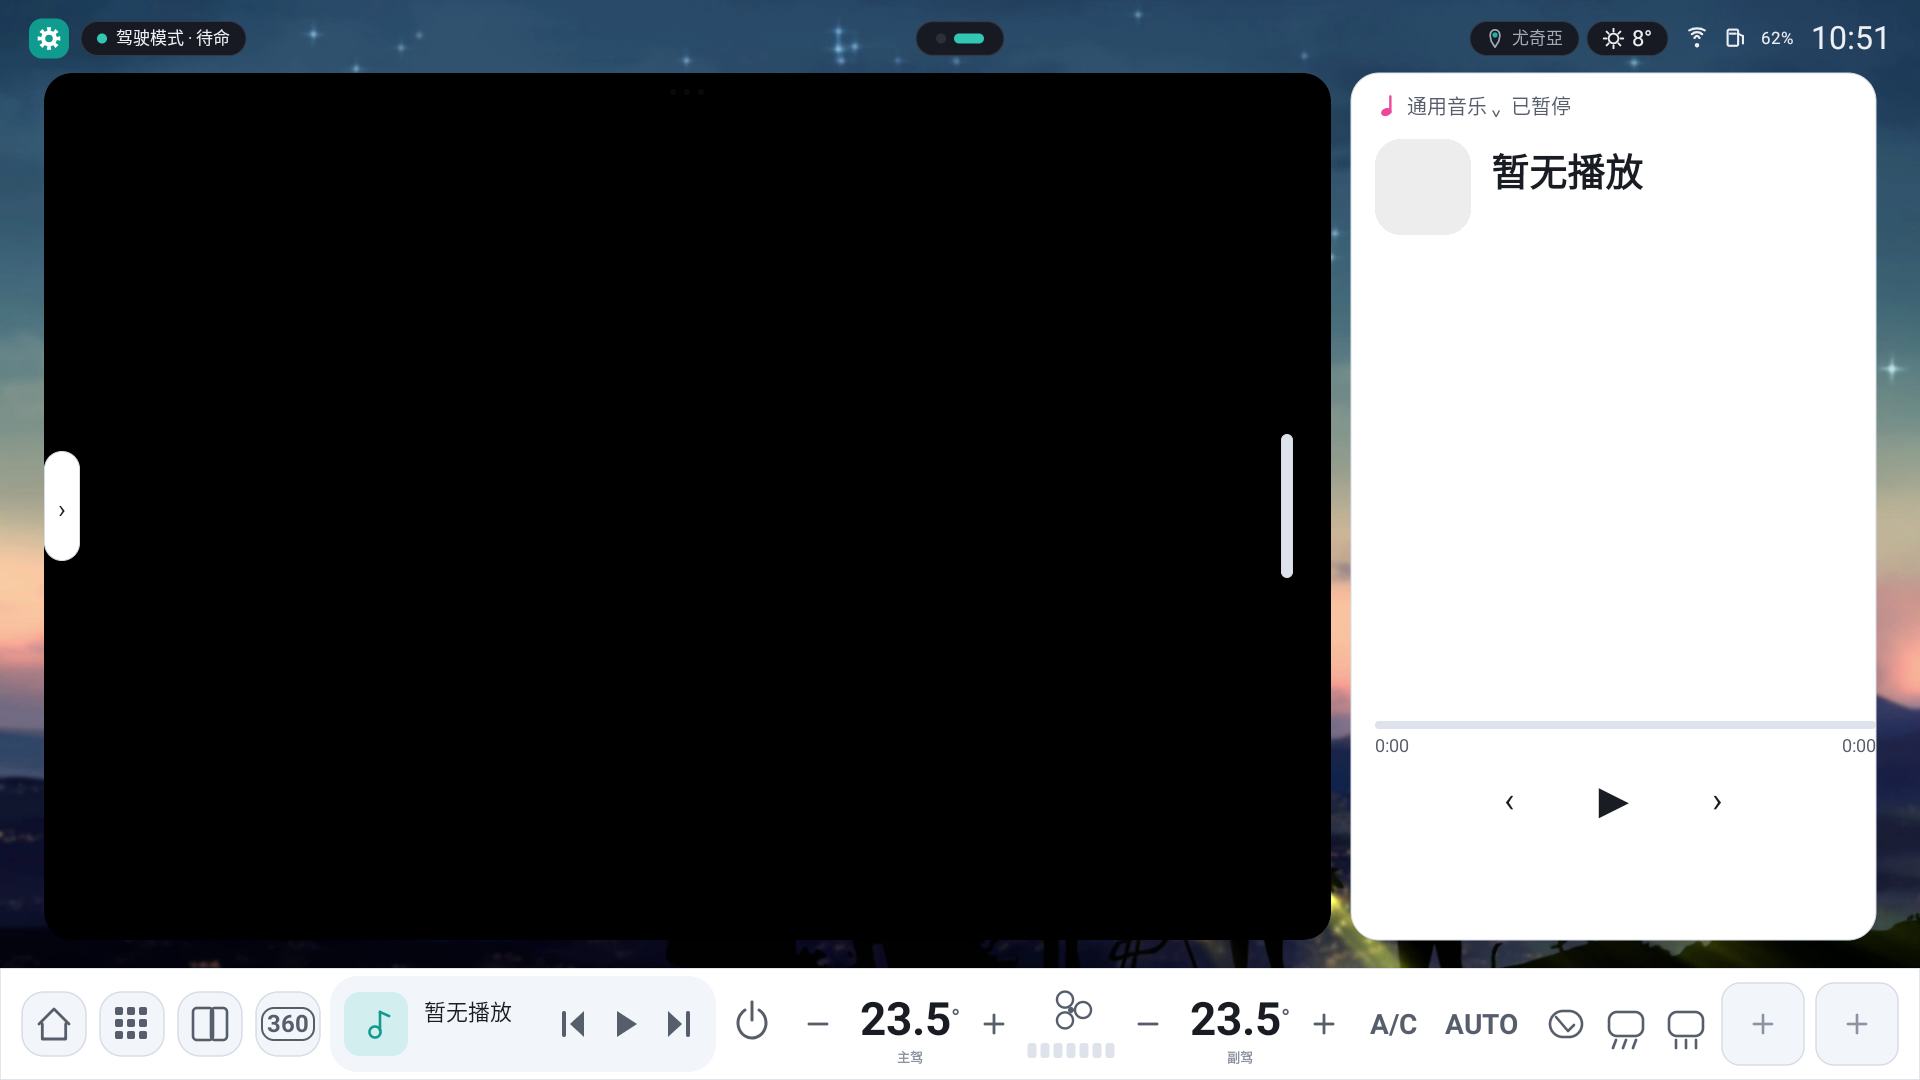 驾驶模式 · 待命
尤奇亞
8°
62%
10:51
通用音乐 已暂停
暂无播放
0:00
0:00
360
暂无播放
23.5°
主驾
23.5°
副驾
A/C
AUTO